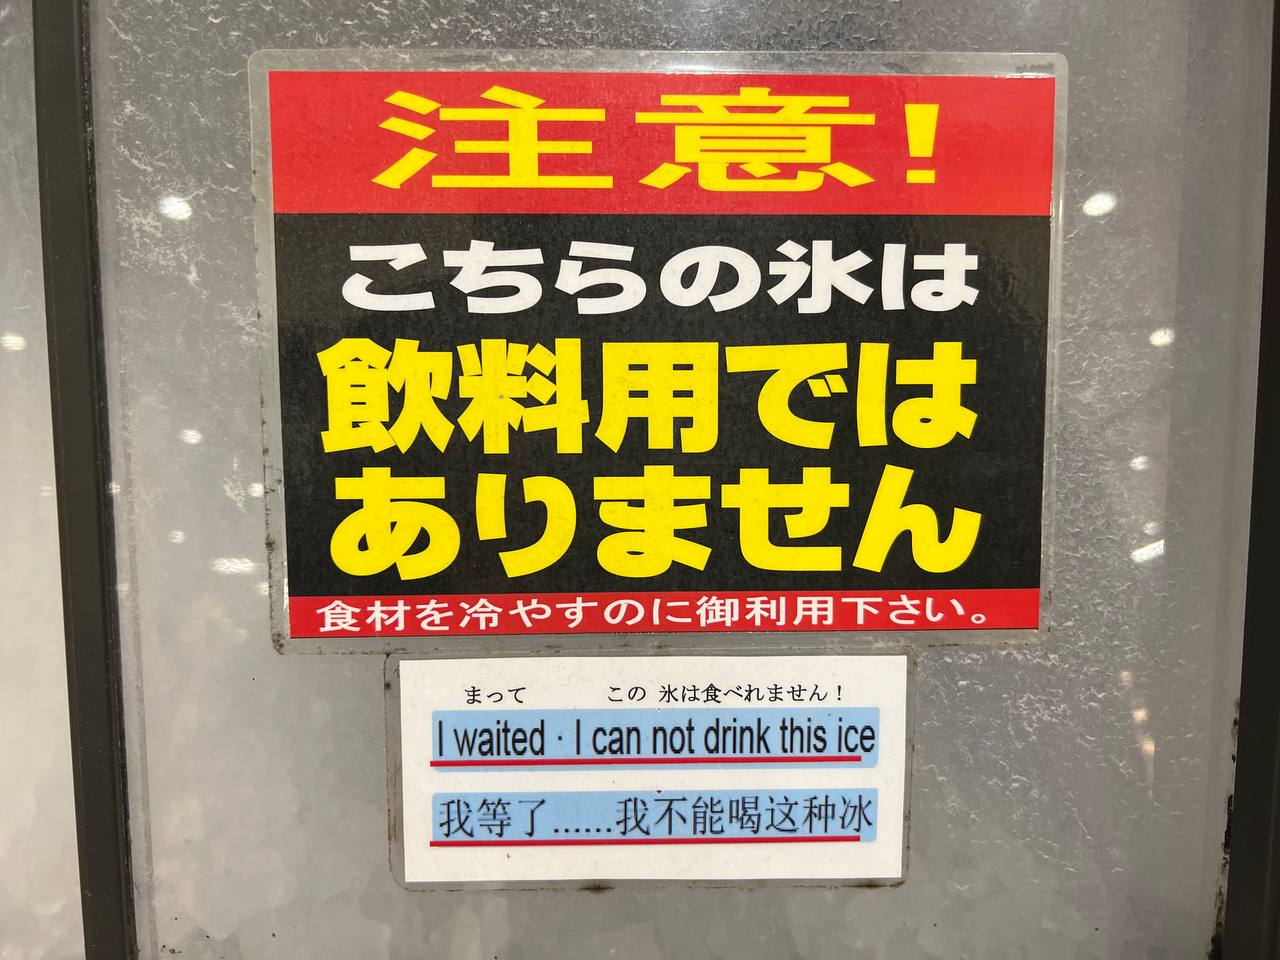 注意!
こちらの氷は
飲料用では
ありません
食材を冷やすのに御利用下さい。
まって この 氷は食べれません!
I waited · I can not drink this ice
我等了......我不能喝这种冰